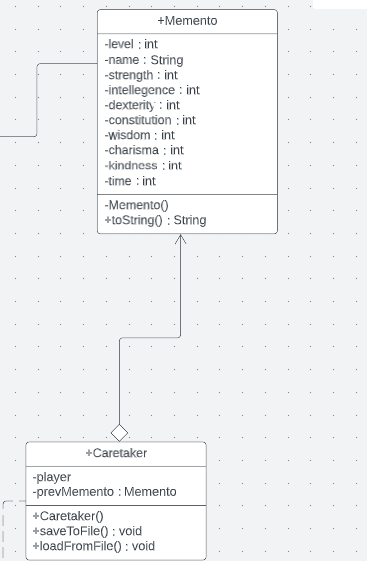 +Memento
-level : int
-name : String
-strength : int
-intellegence : int
-dexterity : int
-constitution : int
-wisdom : int
-charisma : int
-kindness : int
-time : int
-Memento()
+toString() : String
+Caretaker
-player
-prevMemento : Memento
+Caretaker()
+saveToFile() : void
+loadFromFile() : void